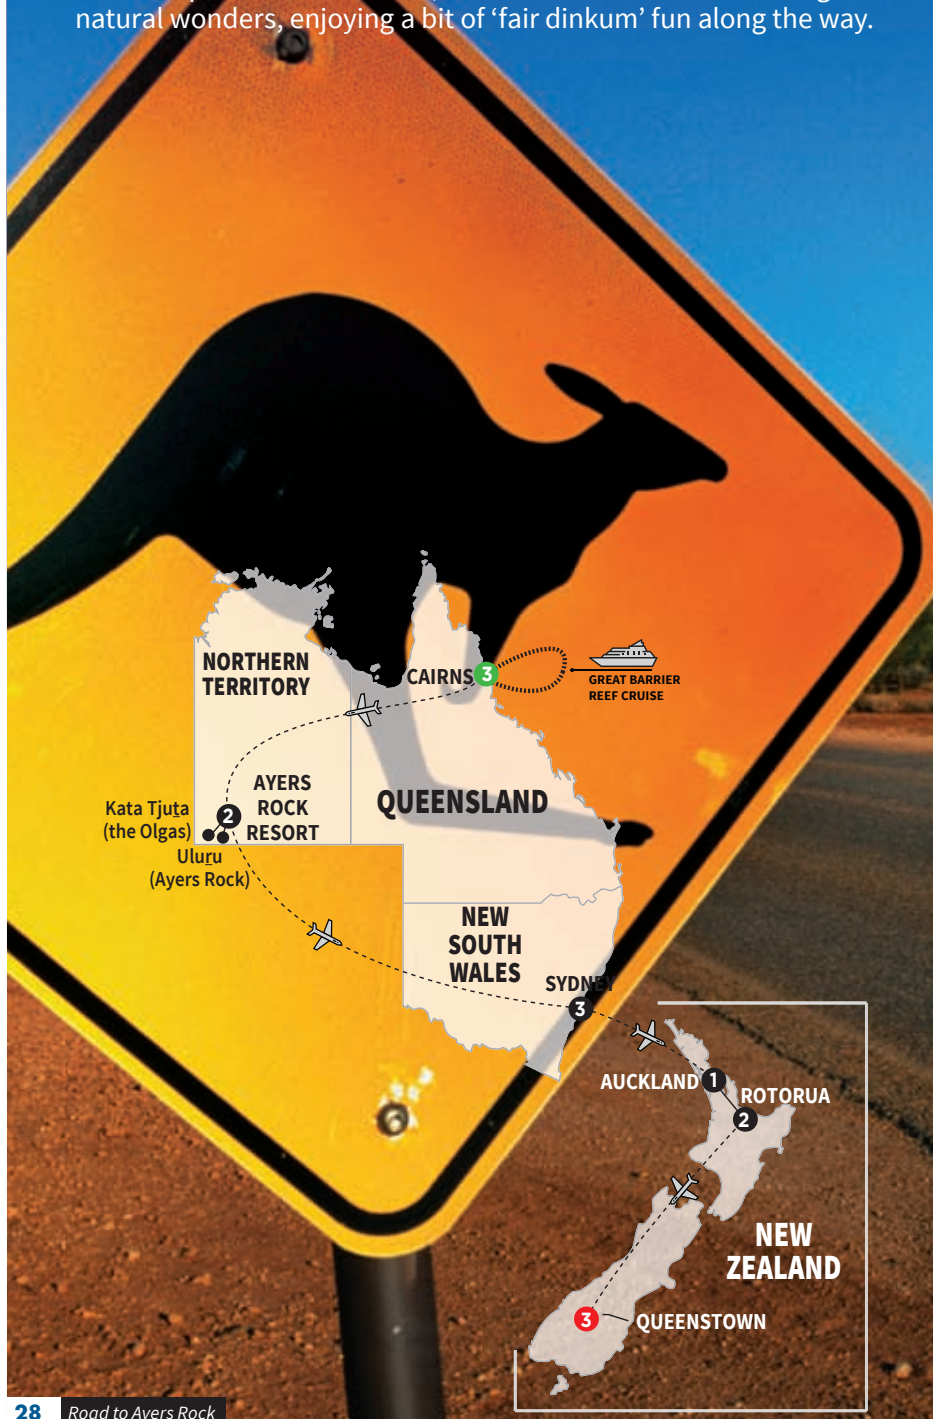 natural wonders, enjoying a bit of ‘fair dinkum’ fun along the way.
NORTHERN
TERRITORY
CAIRNS 3
GREAT BARRIER
REEF CRUISE
AYERS
ROCK
RESORT
2
Kata Tjuṯa
(the Olgas)
Uluṟu
(Ayers Rock)
QUEENSLAND
NEW
SOUTH
WALES
SYDNEY
3
AUCKLAND 1
ROTORUA
2
NEW
ZEALAND
3 QUEENSTOWN
28 Road to Ayers Rock